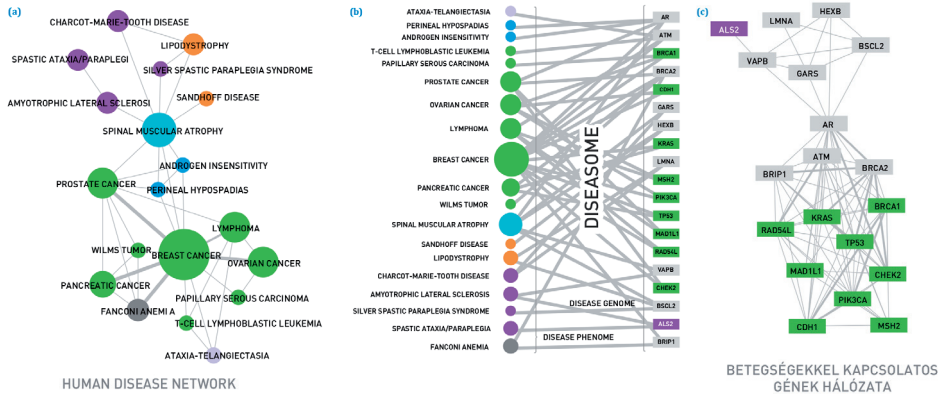 (a)
CHARCOT-MARIE-TOOTH DISEASE
LIPODYSTROPHY
SPASTIC ATAXIA/PARAPLEGI
SILVER SPASTIC PARAPLEGIA SYNDROME
SANDHOFF DISEASE
AMYOTROPHIC LATERAL SCLEROSI
SPINAL MUSCULAR ATROPHY
ANDROGEN INSENSITIVITY
PROSTATE CANCER
PERINEAL HYPOSPADIAS
LYMPHOMA
WILMS TUMOR
BREAST CANCER
OVARIAN CANCER
PANCREATIC CANCER
PAPILLARY SEROUS CARCINOMA
FANCONI ANEMI A
T-CELL LYMPHOBLASTIC LEUKEMIA
ATAXIA-TELANGIECTASIA
HUMAN DISEASE NETWORK
(b)
ATAXIA-TELANGIECTASIA
PERINEAL HYPOSPADIAS
ANDROGEN INSENSITIVITY
T-CELL LYMPHOBLASTIC LEUKEMIA
PAPILLARY SEROUS CARCINOMA
PROSTATE CANCER
OVARIAN CANCER
LYMPHOMA
BREAST CANCER
PANCREATIC CANCER
WILMS TUMOR
SPINAL MUSCULAR ATROPHY
SANDHOFF DISEASE
LIPODYSTROPHY
CHARCOT-MARIE-TOOTH DISEASE
AMYOTROPHIC LATERAL SCLEROSIS
SILVER SPASTIC PARAPLEGIA SYNDROME
SPASTIC ATAXIA/PARAPLEGIA
FANCONI ANEMIA
DISEASOME
DISEASE GENOME
DISEASE PHENOME
AR
ATM
BRCA1
BRCA2
CDH1
GARS
HEXB
KRAS
LMNA
MSH2
PIK3CA
TP53
MAD1L1
RAD54L
VAPB
CHEK2
BSCL2
ALS2
BRIP1
(c)
HEXB
LMNA
ALS2
BSCL2
VAPB
GARS
AR
ATM
BRIP1
BRCA2
BRCA1
KRAS
RAD54L
TP53
MAD1L1
CHEK2
PIK3CA
CDH1
MSH2
BETEGSÉGEKKEL KAPCSOLATOS
GÉNEK HÁLÓZATA